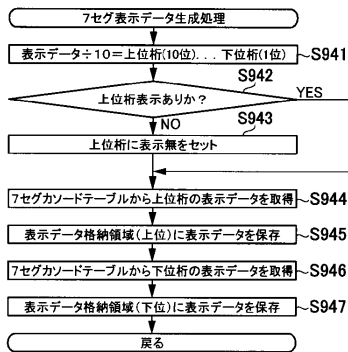 7セグ表示データ生成処理
表示データ÷10=上位桁(10位)...下位桁(1位)
S941
S942
上位桁表示ありか?
YES
NO
S943
上位桁に表示無をセット
7セグカソードテーブルから上位桁の表示データを取得
S944
表示データ格納領域(上位)に表示データを保存
S945
7セグカソードテーブルから下位桁の表示データを取得
S946
表示データ格納領域(下位)に表示データを保存
S947
戻る